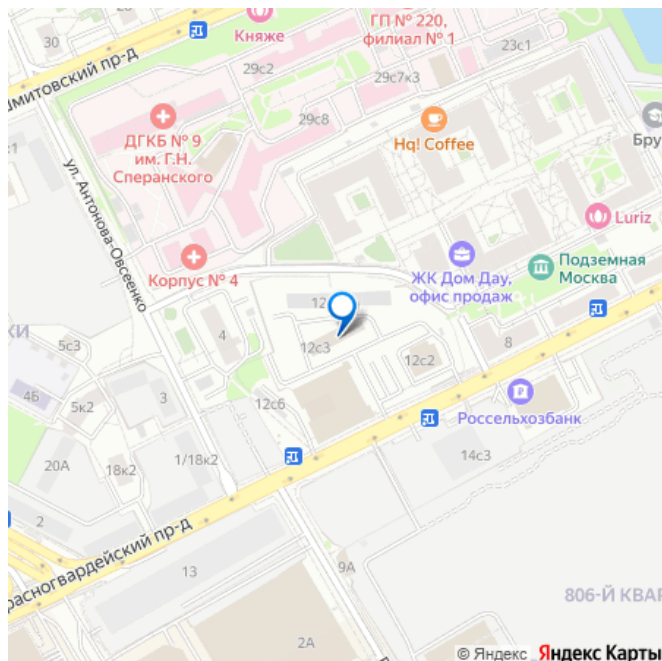 ГП № 220,
филиал № 1
Княже
30
23с1
шмитовский пр-д
29с2
29с7к3
29с8
ДГКБ № 9
им. Г.Н.
Сперанского
Hq! Coffee
Бру
ул. Антонова-Овсеенко
Luriz
Корпус № 4
ЖК Дом Дау,
офис продаж
Подземная
Москва
12
4
12с3
12с2
8
КИ
5с3
4Б
5к2
3
12с6
Россельхозбанк
20А
18к2
1/18к2
14с3
2
расногвардейский пр-д
13
9А
806-Й КВАР
2А
© Яндекс Яндекс Карты